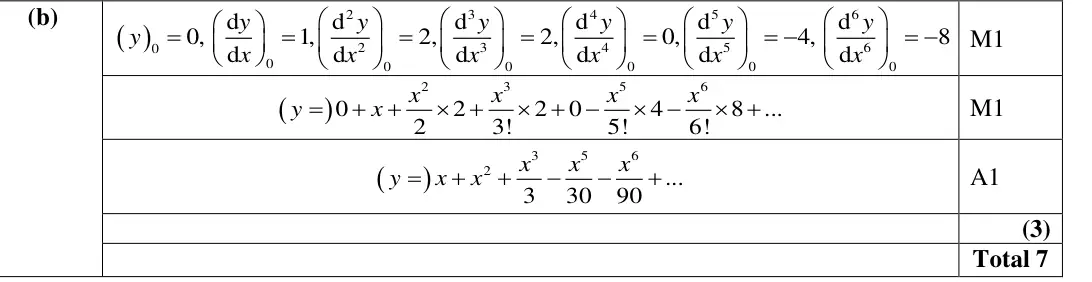 (b) (y)₀ = 0, (dy/dx)₀ = 1, (d²y/dx²)₀ = 2, (d³y/dx³)₀ = 2, (d⁴y/dx⁴)₀ = 0, (d⁵y/dx⁵)₀ = −4, (d⁶y/dx⁶)₀ = −8 M1
(y =) 0 + x + x²/2 × 2 + x³/3! × 2 + 0 − x⁵/5! × 4 − x⁶/6! × 8 + ... M1
(y =) x + x² + x³/3 − x⁵/30 − x⁶/90 + ... A1
(3)
Total 7